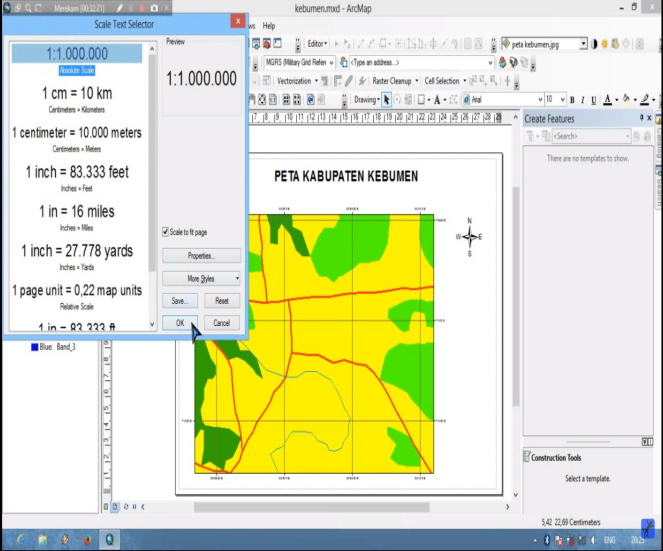 Merekam [00:32:21]
kebumen.mxd - ArcMap
Scale Text Selector
1:1.000.000
Absolute Scale
1 cm = 10 km
Centimeters = Kilometers
1 centimeter = 10.000 meters
Centimeters = Meters
1 inch = 83.333 feet
Inches = Feet
1 in = 16 miles
Inches = Miles
1 inch = 27.778 yards
Inches = Yards
1 page unit = 0,22 map units
Relative Scale
1 in = 83.333 ft
Preview
1:1.000.000
Scale to fit page
Properties...
More Styles
Save...
Reset
OK
Cancel
ws Help
Editor
peta kebumen.jpg
MGRS (Military Grid Referen
<Type an address...>
Vectorization
Raster Cleanup
Cell Selection
Drawing
A
Arial
10
B I U A
Create Features
<Search>
There are no templates to show.
Catalog
Search
PETA KABUPATEN KEBUMEN
N
W
E
S
Blue: Band_3
Construction Tools
Select a template.
5,42 22,69 Centimeters
ENG